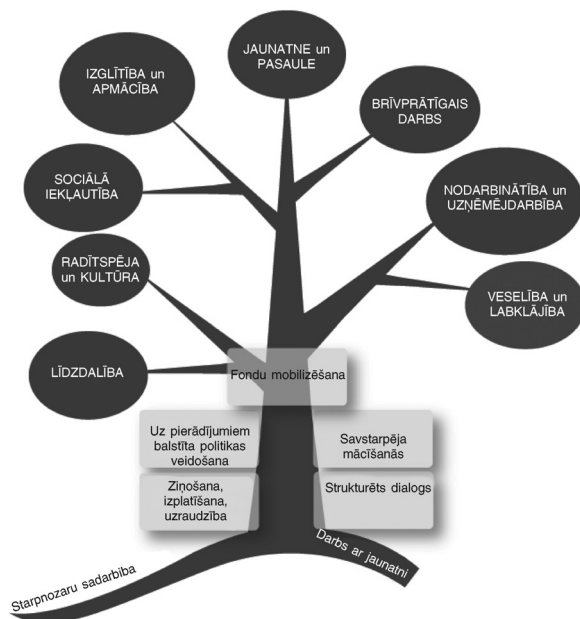 JAUNATNE un
PASAULE
IZGLĪTĪBA un
APMĀCĪBA
BRĪVPRĀTĪGAIS
DARBS
SOCIĀLĀ
IEKĻAUTĪBA
NODARBINĀTĪBA un
UZŅĒMĒJDARBĪBA
RADĪTSPĒJA
un KULTŪRA
VESELĪBA un
LABKLĀJĪBA
LĪDZDALĪBA
Fondu mobilizēšana
Uz pierādījumiem
balstīta politikas
veidošana
Savstarpēja
mācīšanās
Ziņošana,
izplatīšana,
uzraudzība
Strukturēts dialogs
Starpnozaru sadarbība
Darbs ar jaunatni